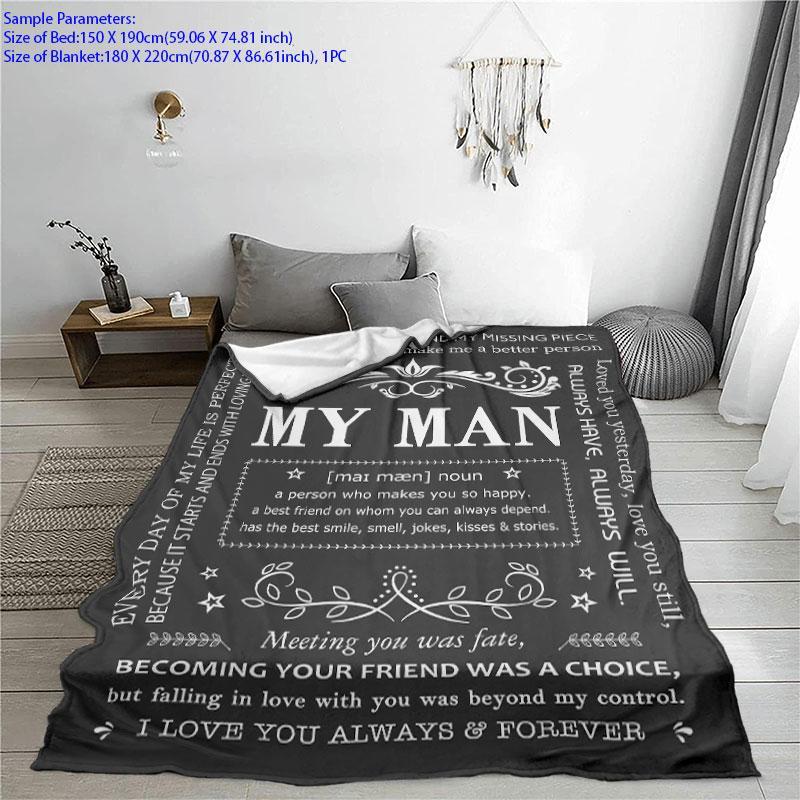 Sample Parameters:
Size of Bed:150 X 190cm(59.06 X 74.81 inch)
Size of Blanket:180 X 220cm(70.87 X 86.61inch), 1PC
MY MISSING PIECE
make me a better person
EVERY DAY OF MY LIFE IS PERFECT
BECAUSE IT STARTS AND ENDS WITH LOVING
MY MAN
[maɪ mæn] noun
a person who makes you so happy.
a best friend on whom you can always depend.
has the best smile, smell, jokes, kisses & stories.
Loved you yesterday, love you still,
ALWAYS HAVE, ALWAYS WILL.
Meeting you was fate,
BECOMING YOUR FRIEND WAS A CHOICE,
but falling in love with you was beyond my control.
I LOVE YOU ALWAYS & FOREVER